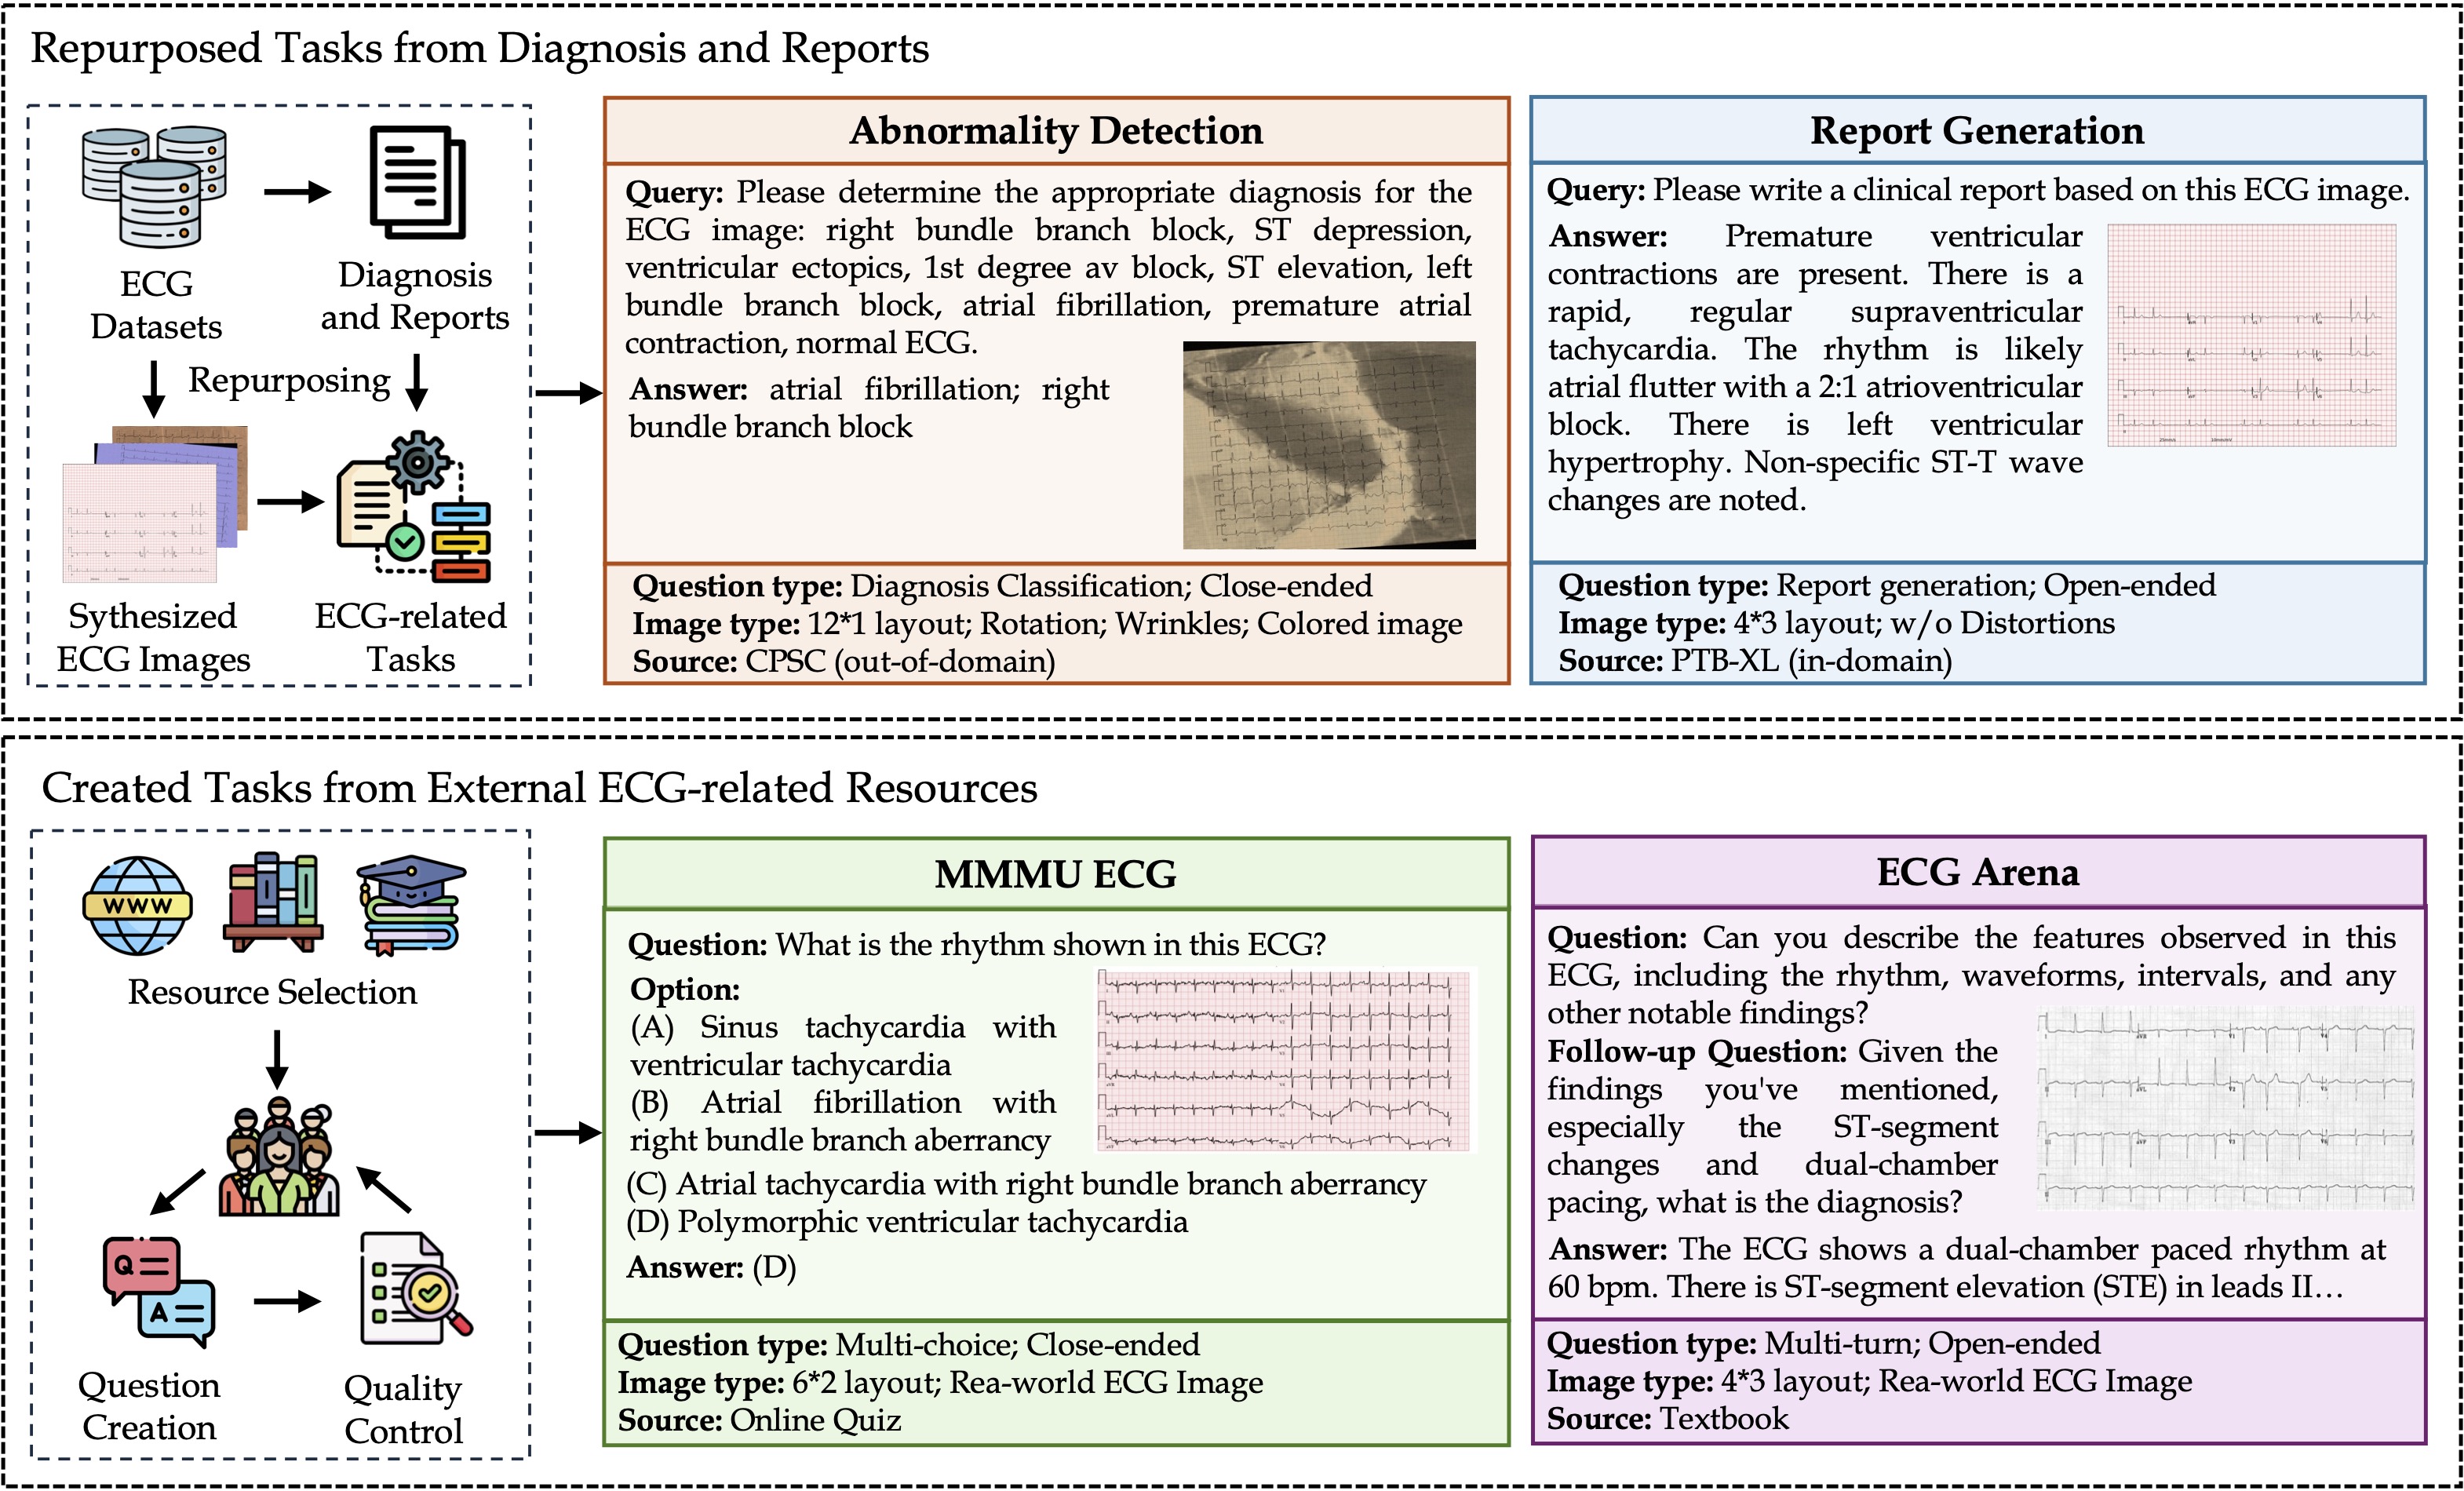 Repurposed Tasks from Diagnosis and Reports
ECG
Datasets
Diagnosis
and Reports
Repurposing
Sythesized
ECG Images
ECG-related
Tasks
Abnormality Detection
Query: Please determine the appropriate diagnosis for the
ECG image: right bundle branch block, ST depression,
ventricular ectopics, 1st degree av block, ST elevation, left
bundle branch block, atrial fibrillation, premature atrial
contraction, normal ECG.
Answer: atrial fibrillation; right
bundle branch block
Question type: Diagnosis Classification; Close-ended
Image type: 12*1 layout; Rotation; Wrinkles; Colored image
Source: CPSC (out-of-domain)
Report Generation
Query: Please write a clinical report based on this ECG image.
Answer: Premature ventricular
contractions are present. There is a
rapid, regular supraventricular
tachycardia. The rhythm is likely
atrial flutter with a 2:1 atrioventricular
block. There is left ventricular
hypertrophy. Non-specific ST-T wave
changes are noted.
Question type: Report generation; Open-ended
Image type: 4*3 layout; w/o Distortions
Source: PTB-XL (in-domain)
Created Tasks from External ECG-related Resources
WWW
Resource Selection
Q
A
Question
Creation
Quality
Control
MMMU ECG
Question: What is the rhythm shown in this ECG?
Option:
(A) Sinus tachycardia with
ventricular tachycardia
(B) Atrial fibrillation with
right bundle branch aberrancy
(C) Atrial tachycardia with right bundle branch aberrancy
(D) Polymorphic ventricular tachycardia
Answer: (D)
Question type: Multi-choice; Close-ended
Image type: 6*2 layout; Rea-world ECG Image
Source: Online Quiz
ECG Arena
Question: Can you describe the features observed in this
ECG, including the rhythm, waveforms, intervals, and any
other notable findings?
Follow-up Question: Given the
findings you've mentioned,
especially the ST-segment
changes and dual-chamber
pacing, what is the diagnosis?
Answer: The ECG shows a dual-chamber paced rhythm at
60 bpm. There is ST-segment elevation (STE) in leads II…
Question type: Multi-turn; Open-ended
Image type: 4*3 layout; Rea-world ECG Image
Source: Textbook